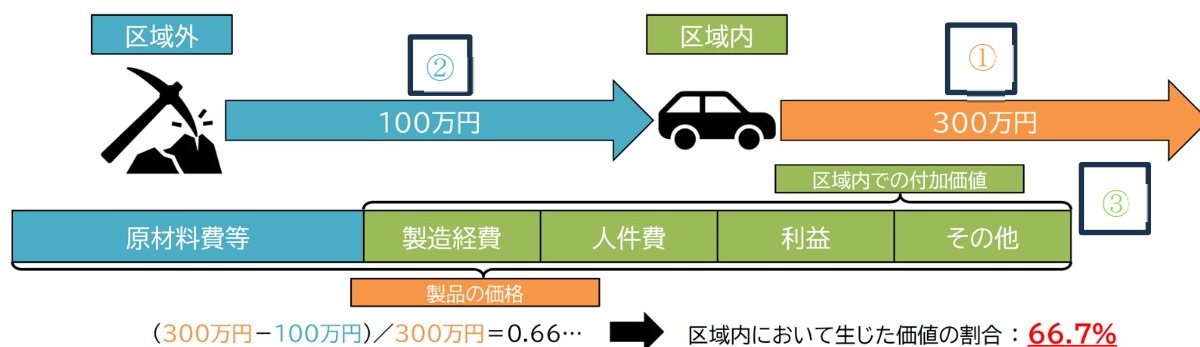 区域外
②
区域内
①
100万円
300万円
区域内での付加価値
③
原材料費等
製造経費
人件費
利益
その他
製品の価格
(300万円−100万円)／300万円＝0.66…
区域内において生じた価値の割合：66.7%